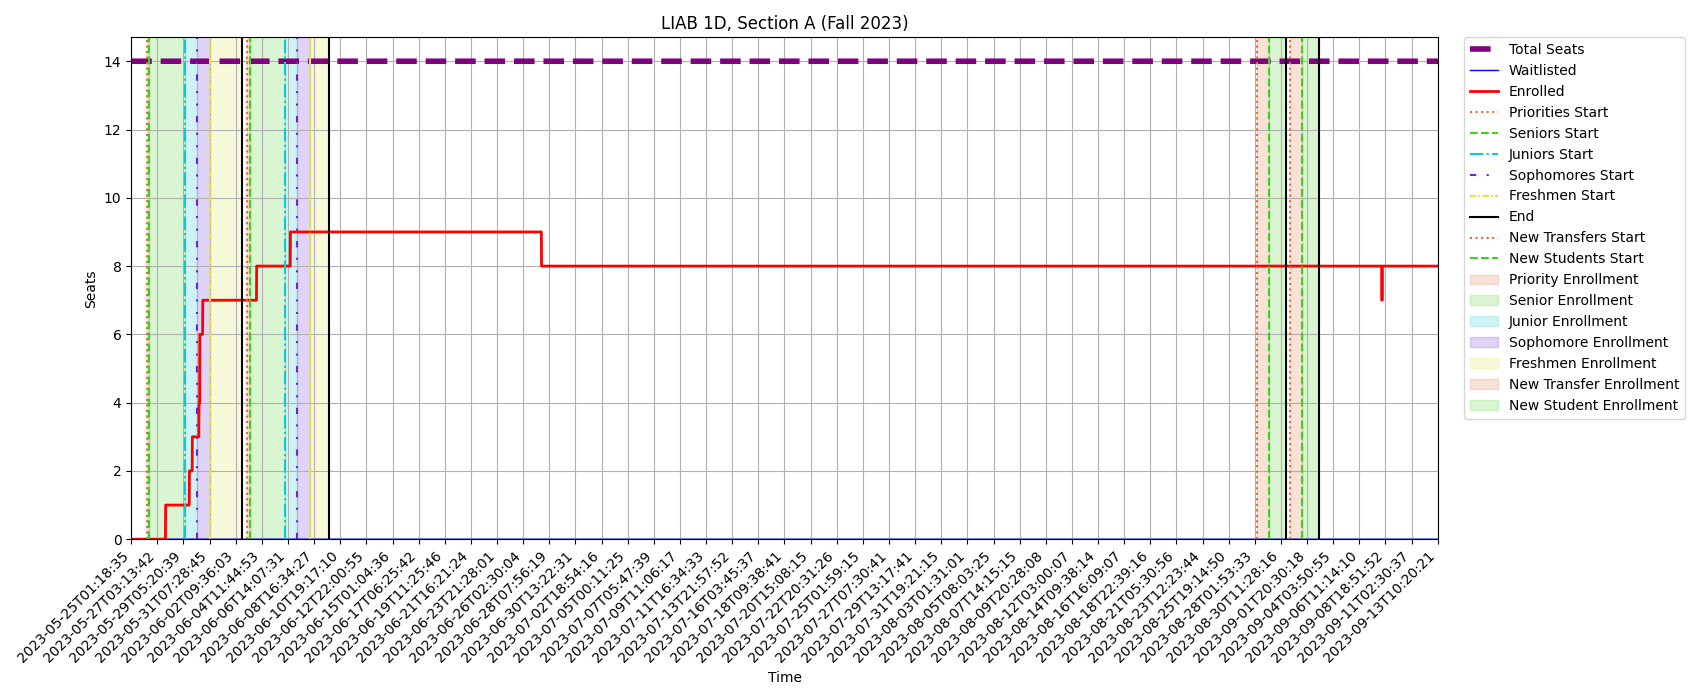 LIAB 1D, Section A (Fall 2023)
Seats
14
12
10
8
6
4
2
0
2023-05-25T01:18:35
2023-05-27T03:13:42
2023-05-29T05:20:39
2023-05-31T07:28:45
2023-06-02T09:36:03
2023-06-04T11:44:53
2023-06-06T14:07:31
2023-06-08T16:34:27
2023-06-10T19:17:10
2023-06-12T22:00:55
2023-06-15T01:04:36
2023-06-17T06:25:42
2023-06-19T11:25:46
2023-06-21T16:21:24
2023-06-23T21:28:01
2023-06-26T02:30:04
2023-06-28T07:56:19
2023-06-30T13:22:31
2023-07-02T18:54:16
2023-07-05T00:11:25
2023-07-07T05:47:39
2023-07-09T11:06:17
2023-07-11T16:34:33
2023-07-13T21:57:52
2023-07-16T03:45:37
2023-07-18T09:38:41
2023-07-20T15:08:15
2023-07-22T20:31:26
2023-07-25T01:59:15
2023-07-27T07:30:41
2023-07-29T13:17:41
2023-07-31T19:21:15
2023-08-03T01:31:01
2023-08-05T08:03:25
2023-08-07T14:15:15
2023-08-09T20:28:08
2023-08-12T03:00:07
2023-08-14T09:38:14
2023-08-16T16:09:07
2023-08-18T22:39:16
2023-08-21T05:30:56
2023-08-23T12:23:44
2023-08-25T19:14:50
2023-08-28T01:53:33
2023-08-30T11:28:16
2023-09-01T20:30:18
2023-09-04T03:50:55
2023-09-06T11:14:10
2023-09-08T18:51:52
2023-09-11T02:30:37
2023-09-13T10:20:21
Time
Total Seats
Waitlisted
Enrolled
Priorities Start
Seniors Start
Juniors Start
Sophomores Start
Freshmen Start
End
New Transfers Start
New Students Start
Priority Enrollment
Senior Enrollment
Junior Enrollment
Sophomore Enrollment
Freshmen Enrollment
New Transfer Enrollment
New Student Enrollment